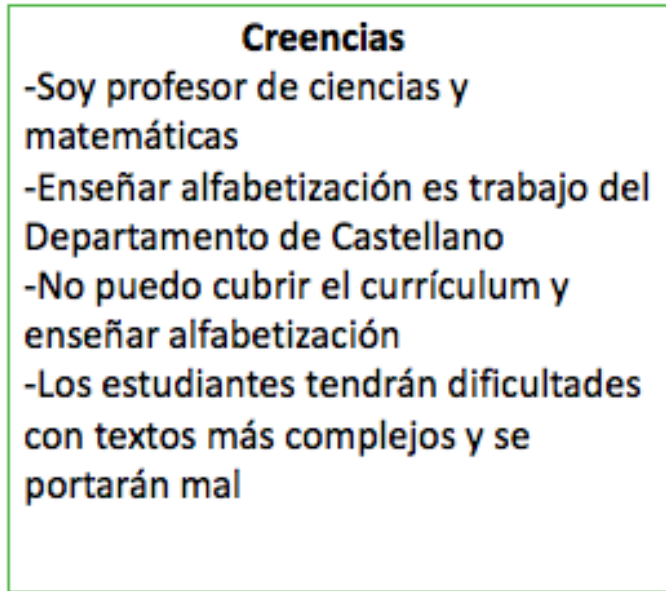 Creencias
-Soy profesor de ciencias y
matemáticas
-Enseñar alfabetización es trabajo del
Departamento de Castellano
-No puedo cubrir el currículum y
enseñar alfabetización
-Los estudiantes tendrán dificultades
con textos más complejos y se
portarán mal